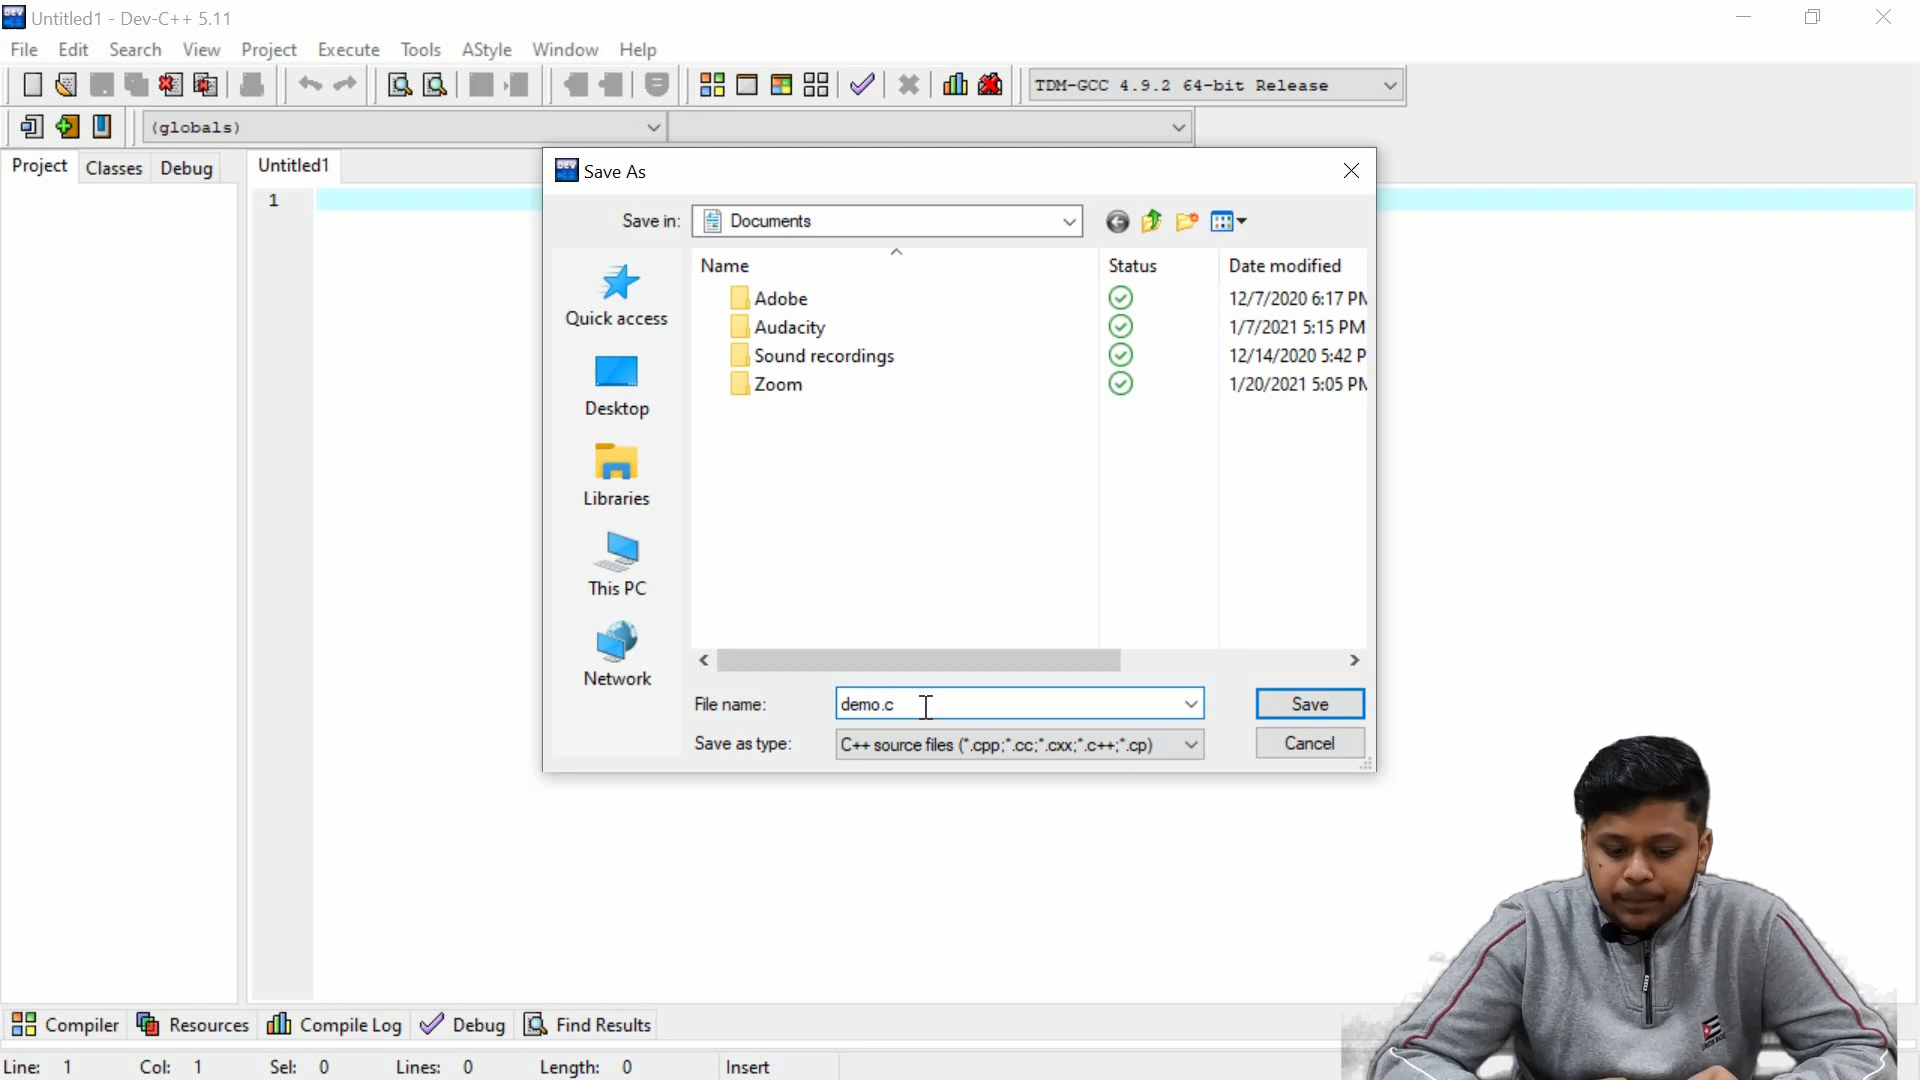 Untitled1 - Dev-C++ 5.11
File Edit Search View Project Execute Tools AStyle Window Help
TDM-GCC 4.9.2 64-bit Release
(globals)
Project Classes Debug Untitled1
1
Save As
Save in: Documents
Name Status Date modified
Adobe 12/7/2020 6:17 PM
Audacity 1/7/2021 5:15 PM
Sound recordings 12/14/2020 5:42 P
Zoom 1/20/2021 5:05 PM
Quick access
Desktop
Libraries
This PC
Network
File name: demo.c Save
Save as type: C++ source files (*.cpp;*.cc;*.cxx;*.c++;*.cp) Cancel
Compiler Resources Compile Log Debug Find Results
Line: 1 Col: 1 Sel: 0 Lines: 0 Length: 0 Insert